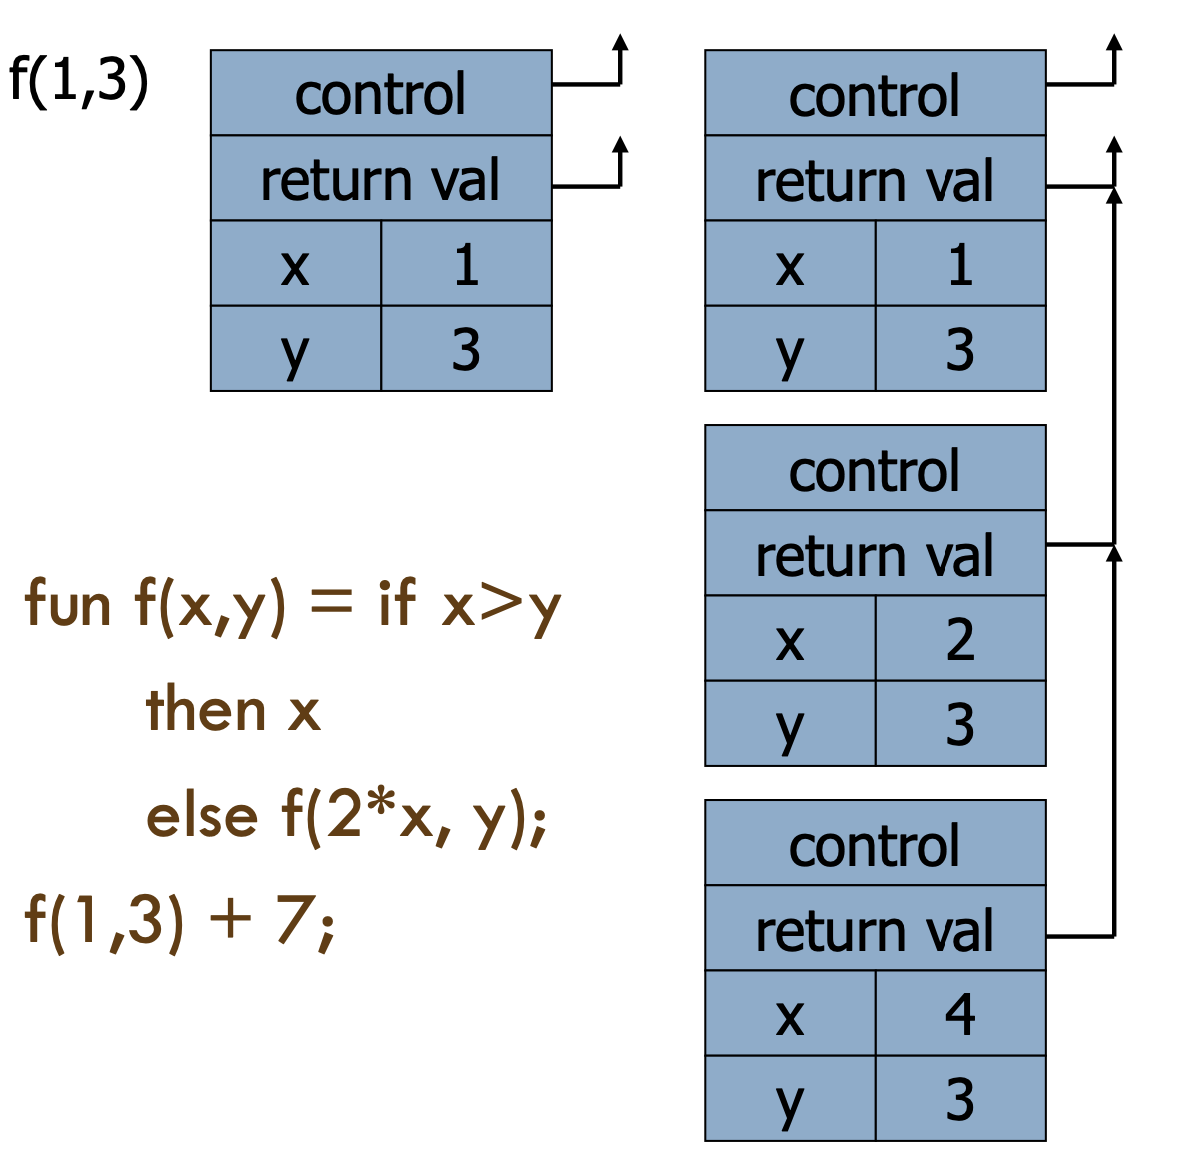 f(1,3)
control
return val
x 1
y 3
control
return val
x 1
y 3
control
return val
x 2
y 3
control
return val
x 4
y 3
fun f(x,y) = if x>y
then x
else f(2*x, y);
f(1,3) + 7;